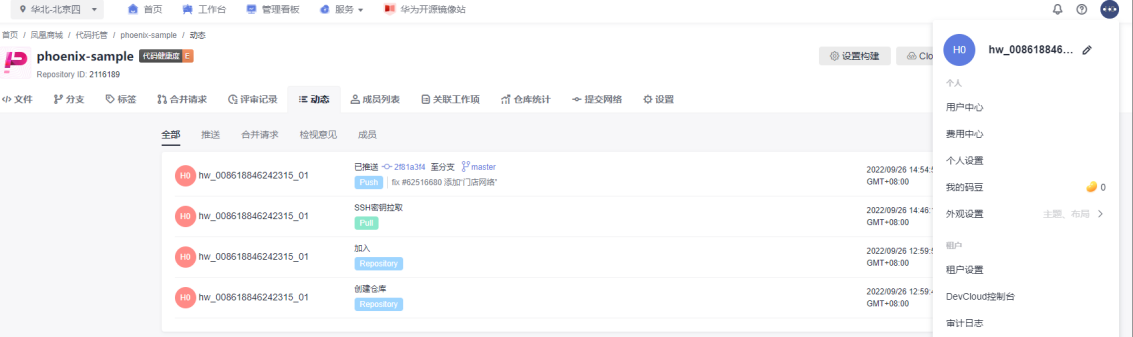 华北-北京四 首页 工作台 管理看板 服务 华为开源镜像站
首页 / 凤凰商城 / 代码托管 / phoenix-sample / 动态
phoenix-sample 代码健康度 E
Repository ID: 2116189
设置构建 Clo
文件 分支 标签 合并请求 评审记录 动态 成员列表 关联工作项 仓库统计 提交网络 设置
全部 推送 合并请求 检视意见 成员
H0 hw_008618846242315_01 已推送 2f81a3f4 至分支 master 2022/09/26 14:54:5
Push fix #62516680 添加“门店网络” GMT+08:00
H0 hw_008618846242315_01 SSH密钥拉取 2022/09/26 14:46:1
Pull GMT+08:00
H0 hw_008618846242315_01 加入 2022/09/26 12:59:5
Repository GMT+08:00
H0 hw_008618846242315_01 创建仓库 2022/09/26 12:59:4
Repository GMT+08:00
H0 hw_008618846...
个人
用户中心
费用中心
个人设置
我的码豆 0
外观设置 主题、布局
租户
租户设置
DevCloud控制台
审计日志